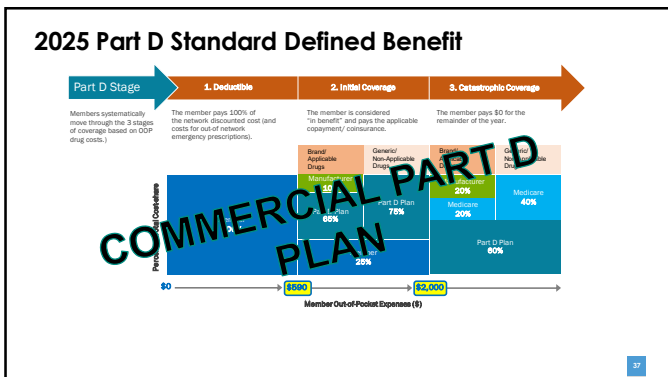 2025 Part D Standard Defined Benefit
Part D Stage
1. Deductible
2. Initial Coverage
3. Catastrophic Coverage
Members systematically
move through the 3 stages
of coverage based on OOP
drug costs.)
The member pays 100% of
the network discounted cost (and
costs for out-of network
emergency prescriptions).
The member is considered
"in benefit" and pays the applicable
copayment/ coinsurance.
The member pays $0 for the
remainder of the year.
Brand/
Applicable
Drugs
Generic/
Non-Applicable
Drugs
Brand/
Applicable
Drugs
Generic/
Non-Applicable
Drugs
Manufacturer
10%
Part D Plan
65%
Part D Plan
75%
25%
Manufacturer
20%
Medicare
20%
Medicare
40%
Part D Plan
60%
COMMERCIAL PART D
PLAN
$0
$590
$2,000
Member Out-of-Pocket Expenses ($)
37